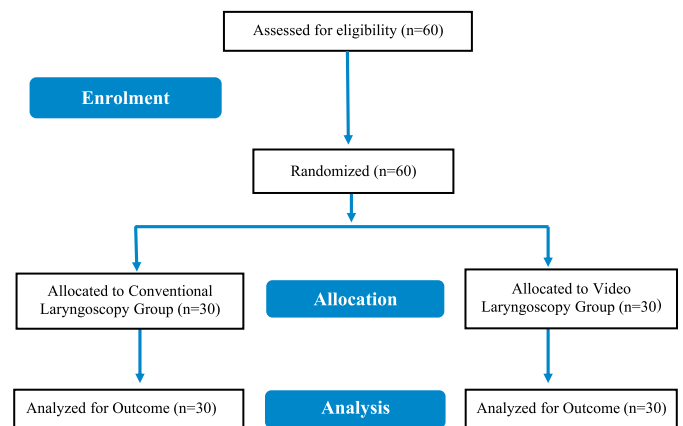 Assessed for eligibility (n=60)
Enrolment
Randomized (n=60)
Allocated to Conventional
Laryngoscopy Group (n=30)
Allocation
Allocated to Video
Laryngoscopy Group (n=30)
Analyzed for Outcome (n=30)
Analysis
Analyzed for Outcome (n=30)